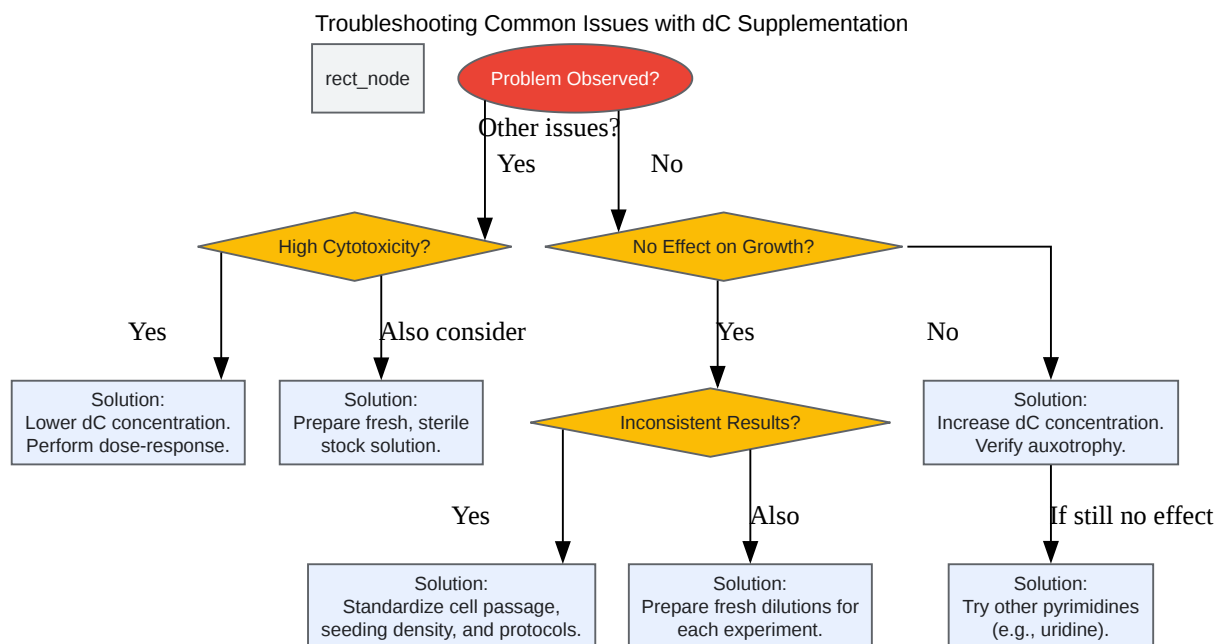 Troubleshooting Common Issues with dC Supplementation
rect_node
Problem Observed?
Other issues?
Yes
No
High Cytotoxicity?
No Effect on Growth?
Yes
Also consider
Yes
No
Solution:
Lower dC concentration.
Perform dose-response.
Solution:
Prepare fresh, sterile
stock solution.
Inconsistent Results?
Solution:
Increase dC concentration.
Verify auxotrophy.
Yes
Also
If still no effect
Solution:
Standardize cell passage,
seeding density, and protocols.
Solution:
Prepare fresh dilutions for
each experiment.
Solution:
Try other pyrimidines
(e.g., uridine).